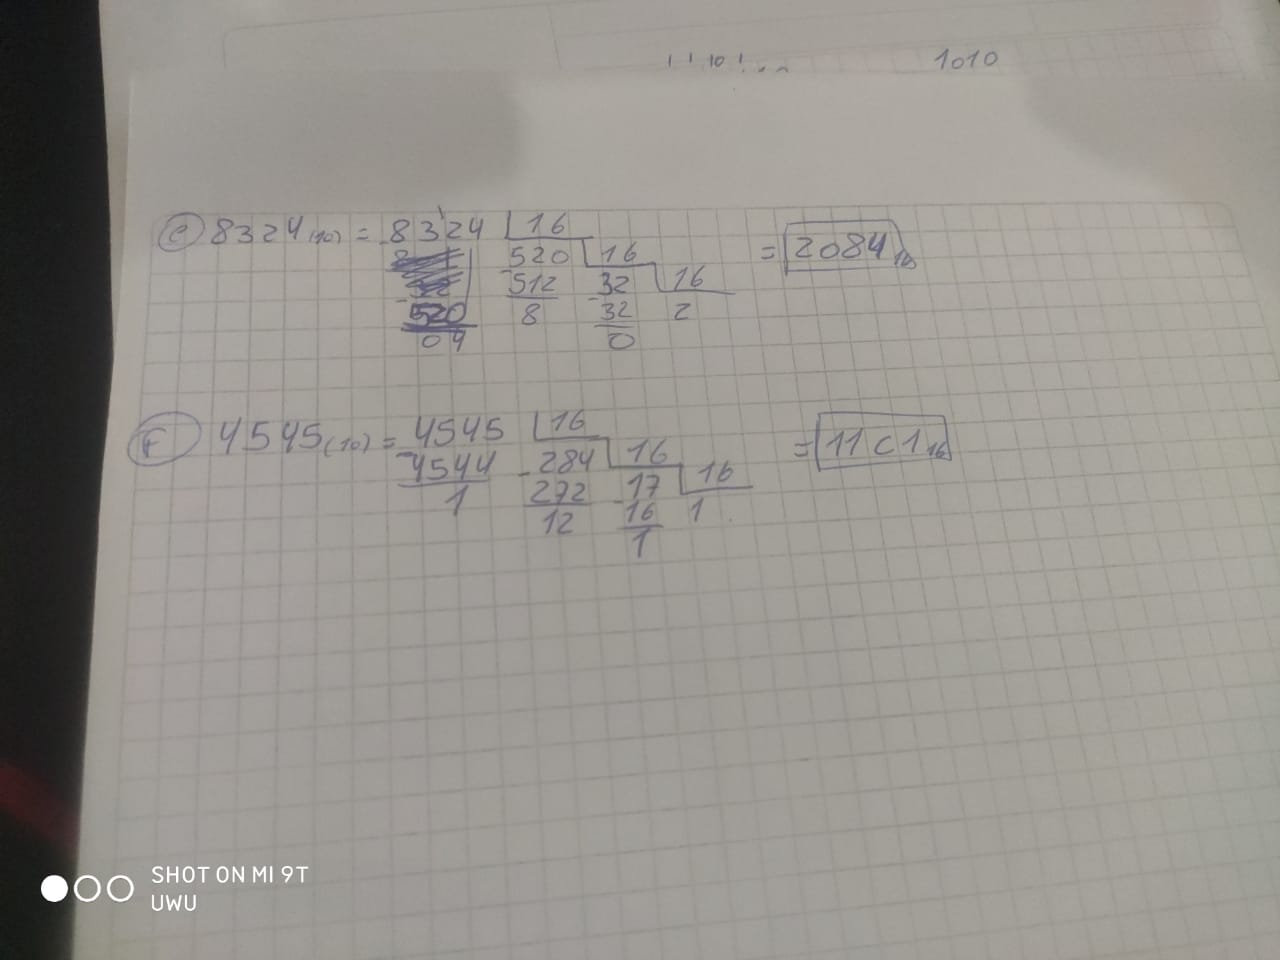 1010
e 8324(10) = 8324 16 = 2084 16
520 16
512 32 16
520 8 32 2
04 0
F 4545(10) = 4545 16 = 11C1 16
4544 284 16
1 272 17 16
12 16 1
1
SHOT ON MI 9T
UWU